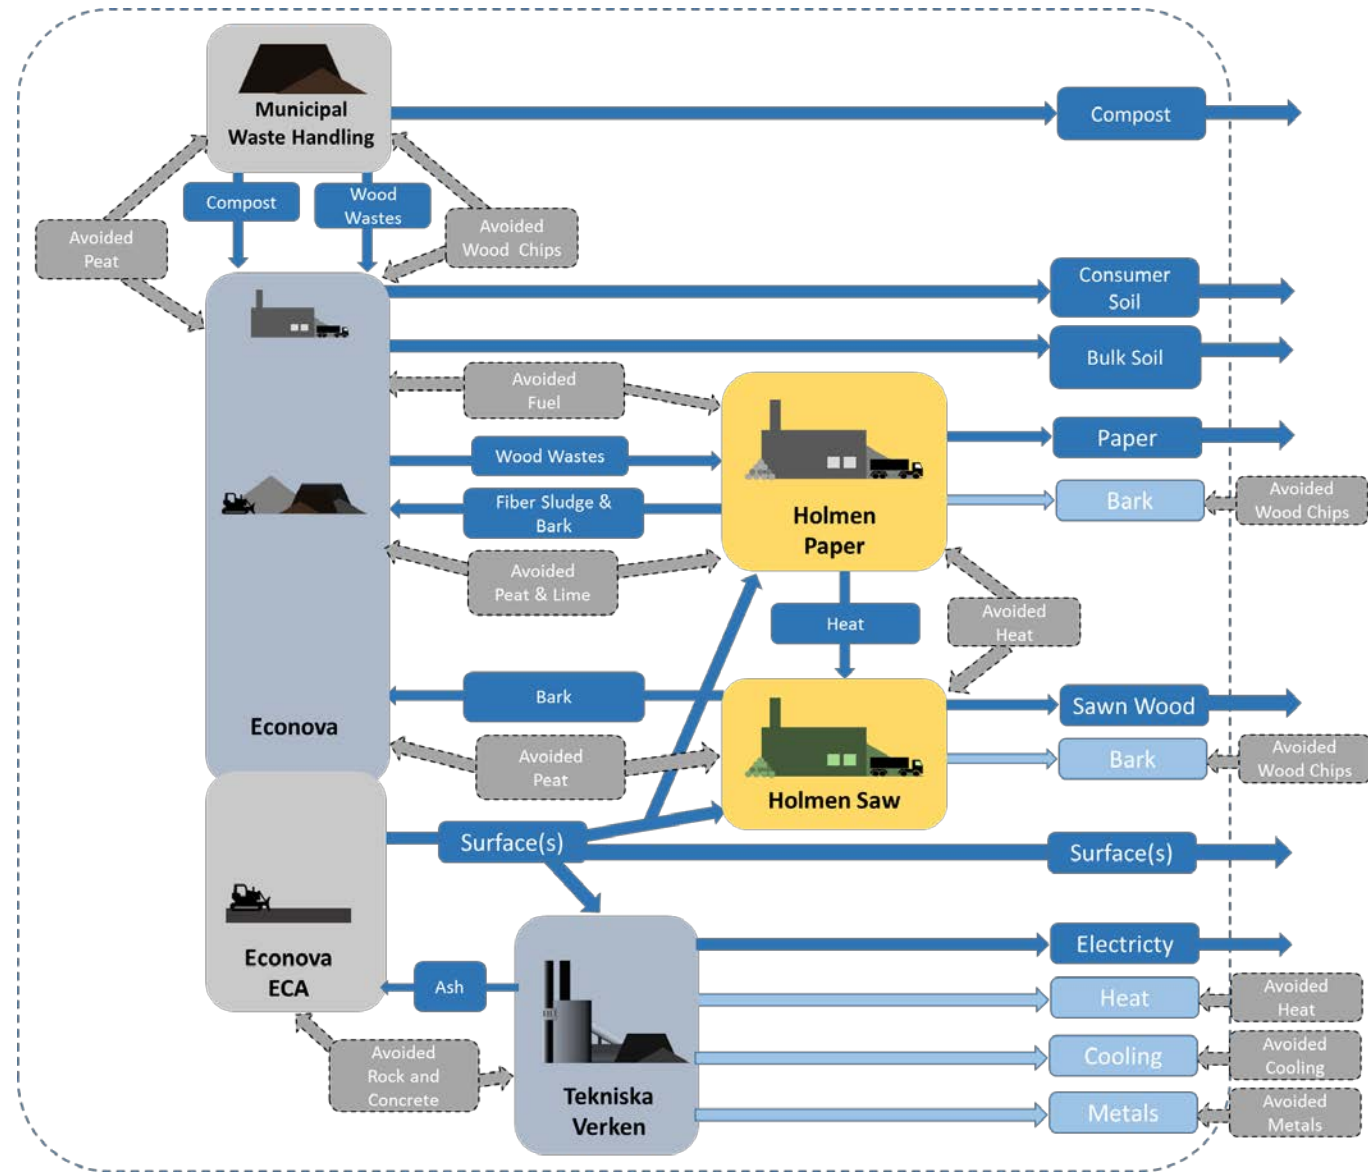 Municipal
Waste Handling
Compost
Compost
Wood
Wastes
Avoided
Peat
Avoided
Wood Chips
Consumer
Soil
Bulk Soil
Avoided
Fuel
Paper
Wood Wastes
Fiber Sludge &
Bark
Holmen
Paper
Bark
Avoided
Wood Chips
Avoided
Peat & Lime
Heat
Avoided
Heat
Bark
Econova
Sawn Wood
Avoided
Peat
Holmen Saw
Bark
Avoided
Wood Chips
Surface(s)
Surface(s)
Econova
ECA
Ash
Electricty
Heat
Avoided
Heat
Avoided
Rock and
Concrete
Cooling
Avoided
Cooling
Tekniska
Verken
Metals
Avoided
Metals